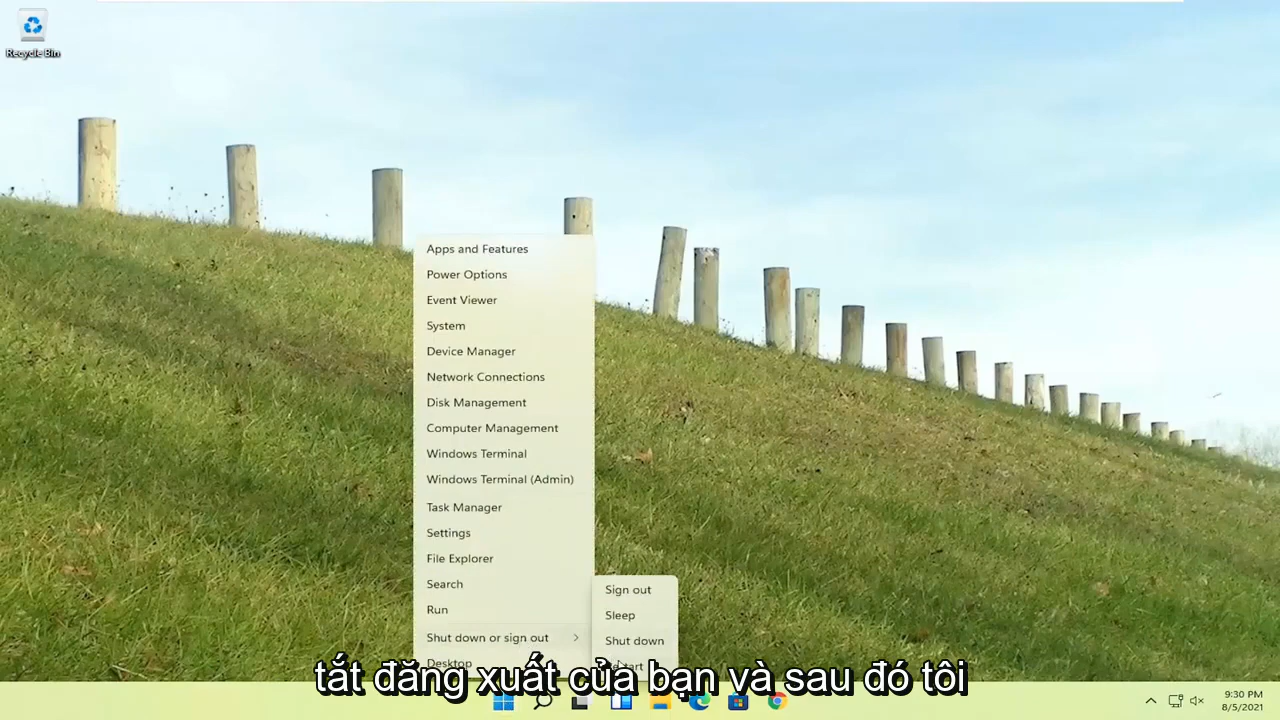 Recycle Bin
Apps and Features
Power Options
Event Viewer
System
Device Manager
Network Connections
Disk Management
Computer Management
Windows Terminal
Windows Terminal (Admin)
Task Manager
Settings
File Explorer
Search
Run
Shut down or sign out
Desktop
Sign out
Sleep
Shut down
tắt đăng xuất của bạn và sau đó tôi
9:30 PM
8/5/2021